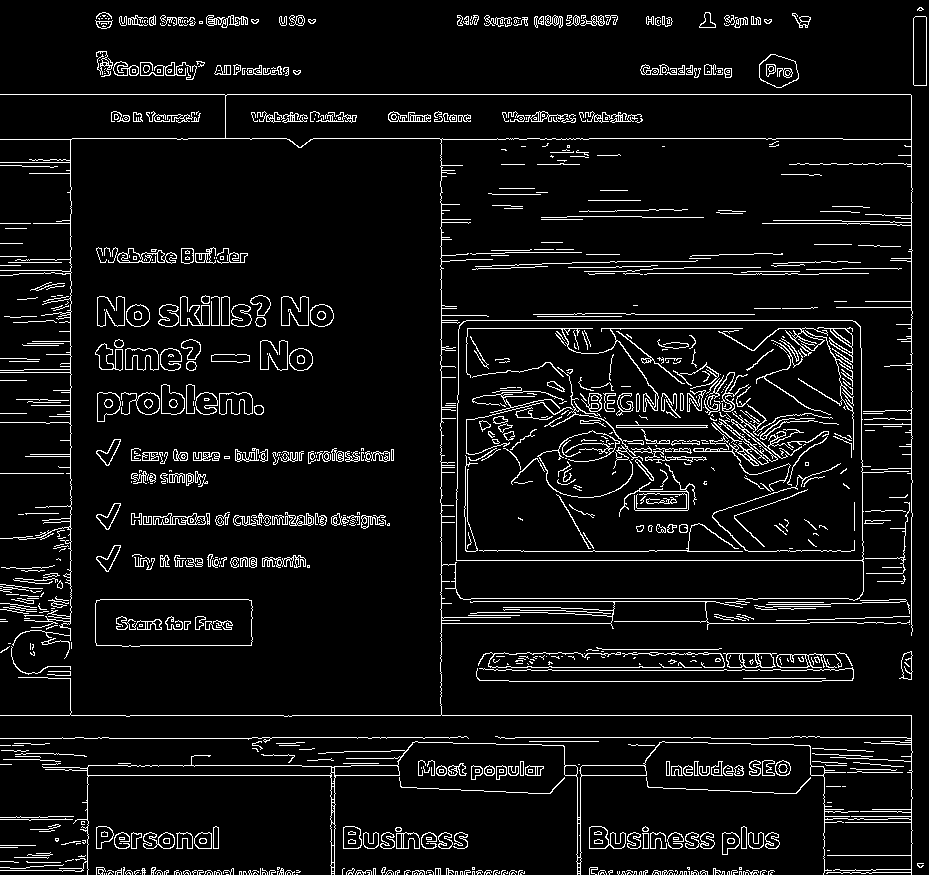 United States - English
USD
24/7 Support (480) 505-8877
Help
Sign In
GoDaddy™
All Products
GoDaddy Blog
Pro
Do It Yourself
Website Builder
Online Store
WordPress Websites
Website Builder
No skills? No
time? — No
problem.
BEGINNINGS
Easy to use - build your professional
site simply.
Hundreds! of customizable designs.
Try it free for one month.
Start for Free
Most popular
Includes SEO
Personal
Business
Business plus
Perfect for personal websites
Ideal for small businesses
For your growing business